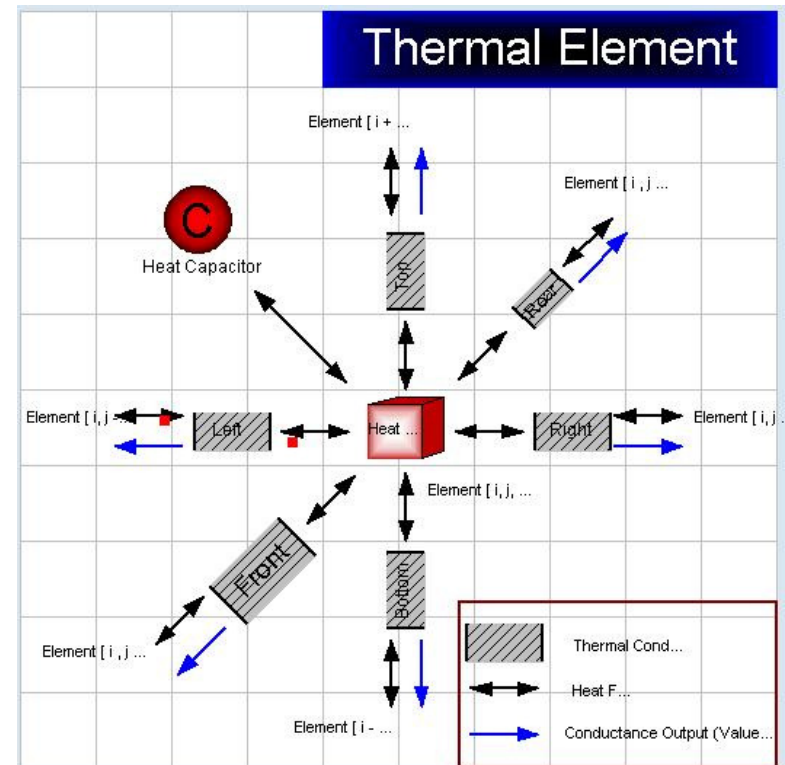 Thermal Element
Element [ i + ...
Element [ i , j ...
C
Heat Capacitor
Top
Rear
Element [ i, j - ...
Left
Heat ...
Right
Element [ i, j ...
Element [ i, j, ...
Front
Bottom
Element [ i , j ...
Element [ i - ...
Thermal Cond...
Heat F...
Conductance Output (Value...